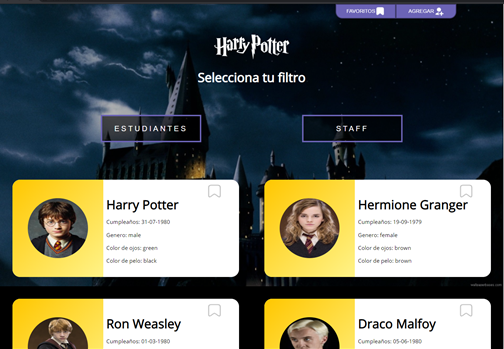 FAVORITOS
AGREGAR
Harry Potter
Selecciona tu filtro
ESTUDIANTES
STAFF
Harry Potter
Cumpleaños: 31-07-1980
Genero: male
Color de ojos: green
Color de pelo: black
Hermione Granger
Cumpleaños: 19-09-1979
Genero: female
Color de ojos: brown
Color de pelo: brown
Ron Weasley
Cumpleaños: 01-03-1980
Draco Malfoy
Cumpleaños: 05-06-1980